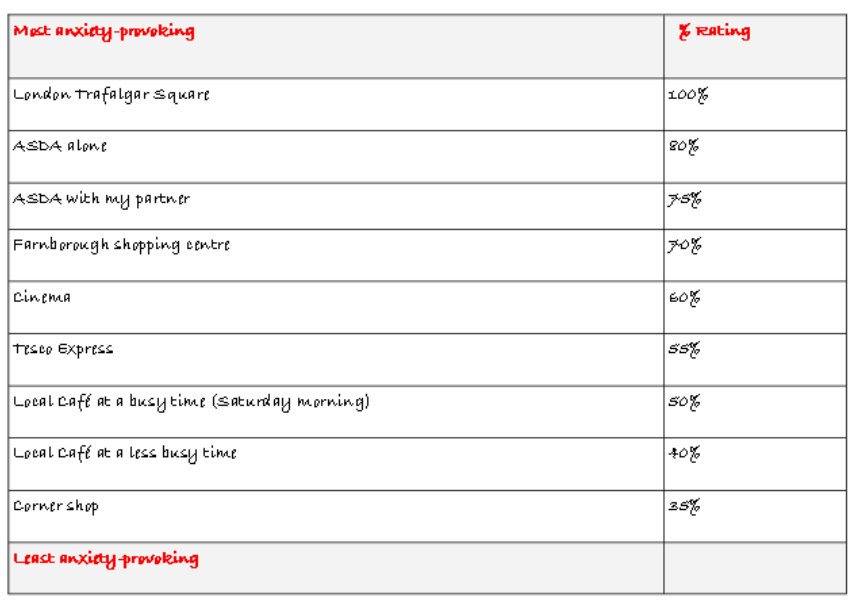 Most anxiety-provoking % Rating
London Trafalgar Square 100%
ASDA alone 80%
ASDA with my partner 75%
Farnborough shopping centre 70%
Cinema 60%
Tesco Express 55%
Local Café at a busy time (Saturday morning) 50%
Local Café at a less busy time 40%
Corner shop 35%
Least anxiety-provoking